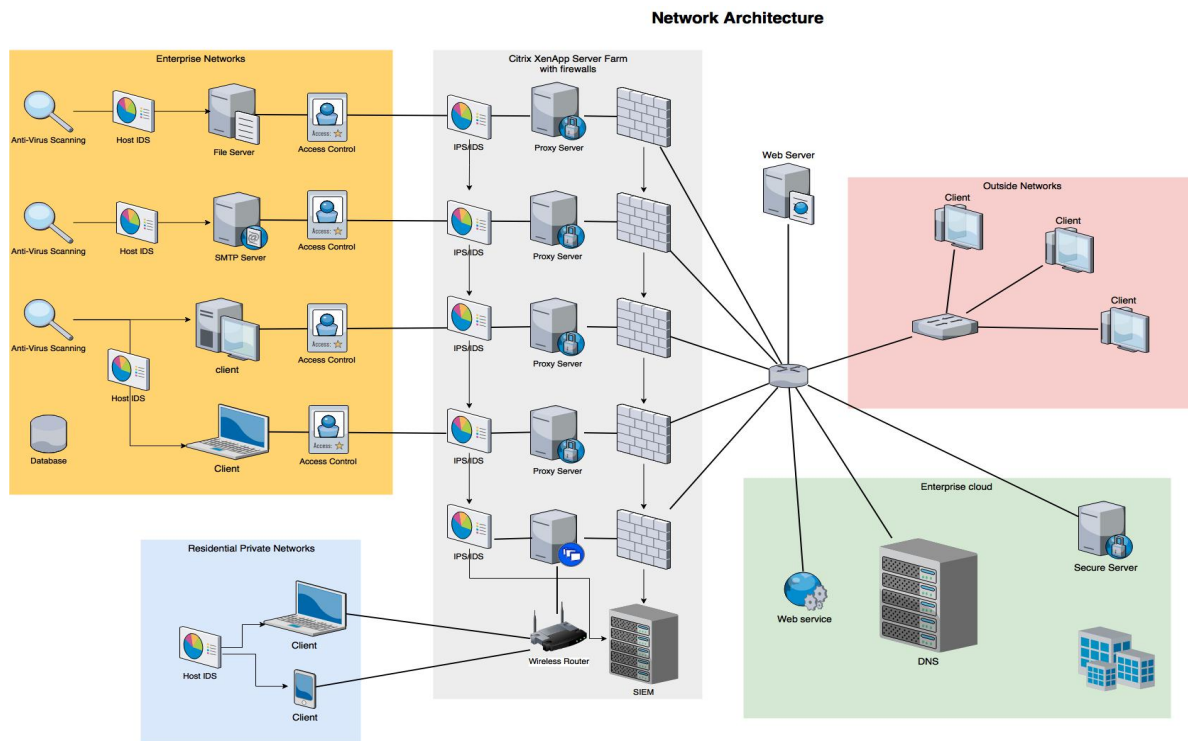 Network Architecture
Enterprise Networks
Anti-Virus Scanning
Host IDS
File Server
Access: ☆
Access Control
Anti-Virus Scanning
Host IDS
SMTP Server
Access: ☆
Access Control
Anti-Virus Scanning
Host IDS
client
Access: ☆
Access Control
Database
Client
Access: ☆
Access Control
Citrix XenApp Server Farm
with firewalls
IPS/IDS
Proxy Server
IPS/IDS
Proxy Server
IPS/IDS
Proxy Server
IPS/IDS
Proxy Server
IPS/IDS
Wireless Router
SIEM
Residential Private Networks
Host IDS
Client
Client
Web Server
Outside Networks
Client
Client
Client
Enterprise cloud
Web service
DNS
Secure Server